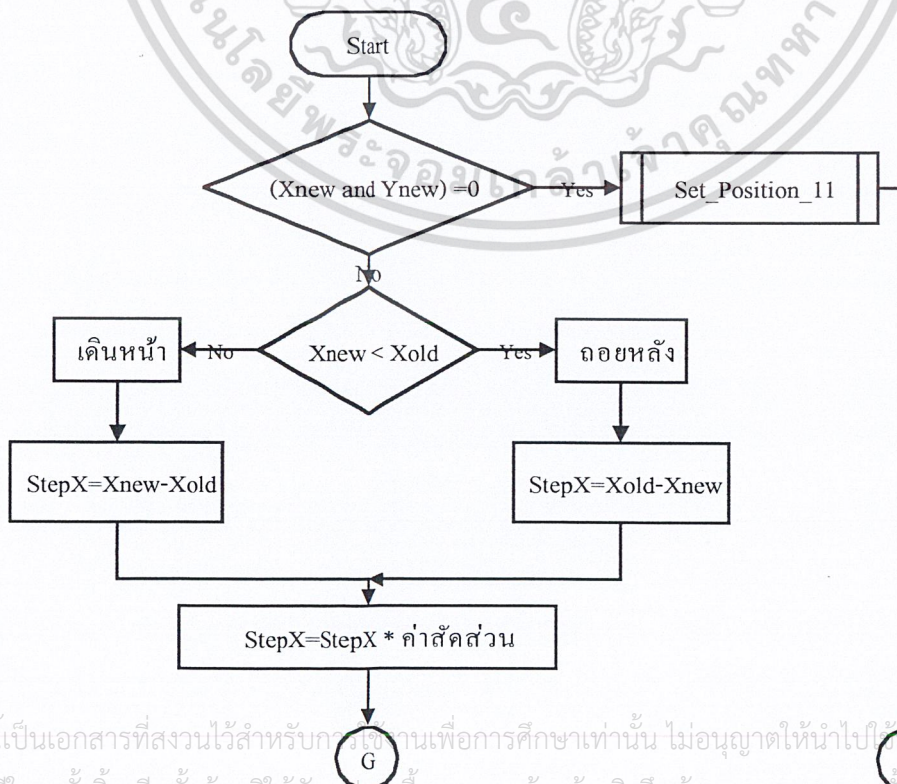 Start
(Xnew and Ynew) =0
Yes
Set_Position_11
No
เดินหน้า
No
Xnew < Xold
Yes
ถอยหลัง
StepX=Xnew-Xold
StepX=Xold-Xnew
StepX=StepX * ค่าสัดส่วน
G
เป็นเอกสารที่สงวนไว้สำหรับการใช้งานเพื่อการศึกษาเท่านั้น ไม่อนุญาตให้นำไปใช้